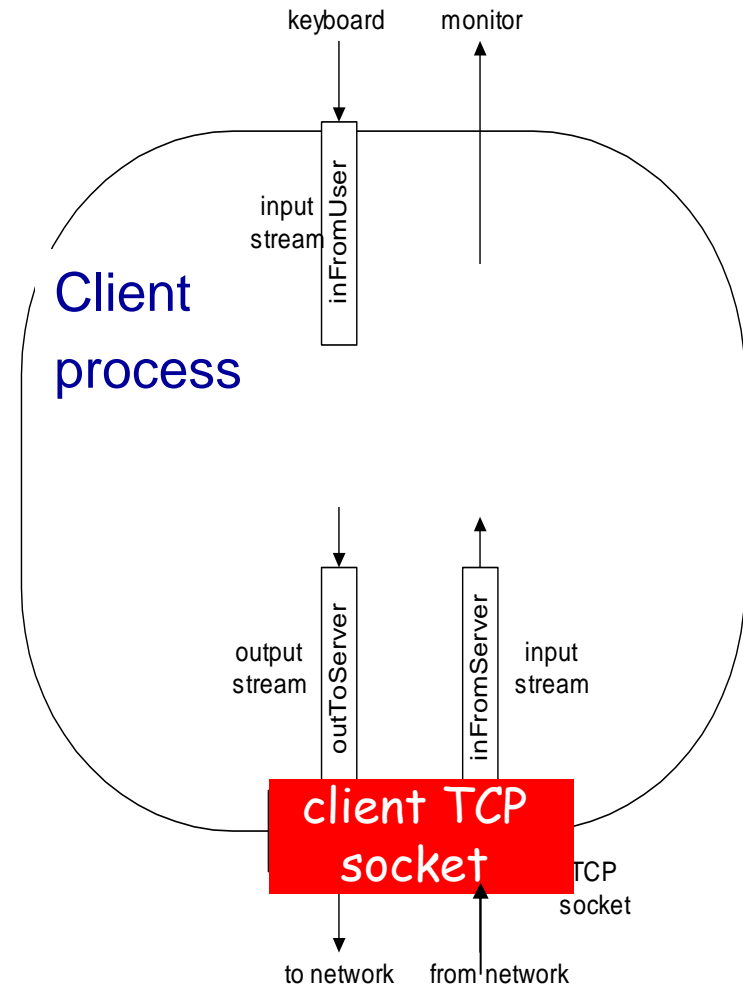 keyboard
monitor
input
stream
inFromUser
Client
process
output
stream
outToServer
inFromServer
input
stream
client TCP
socket
TCP
socket
to network
from network